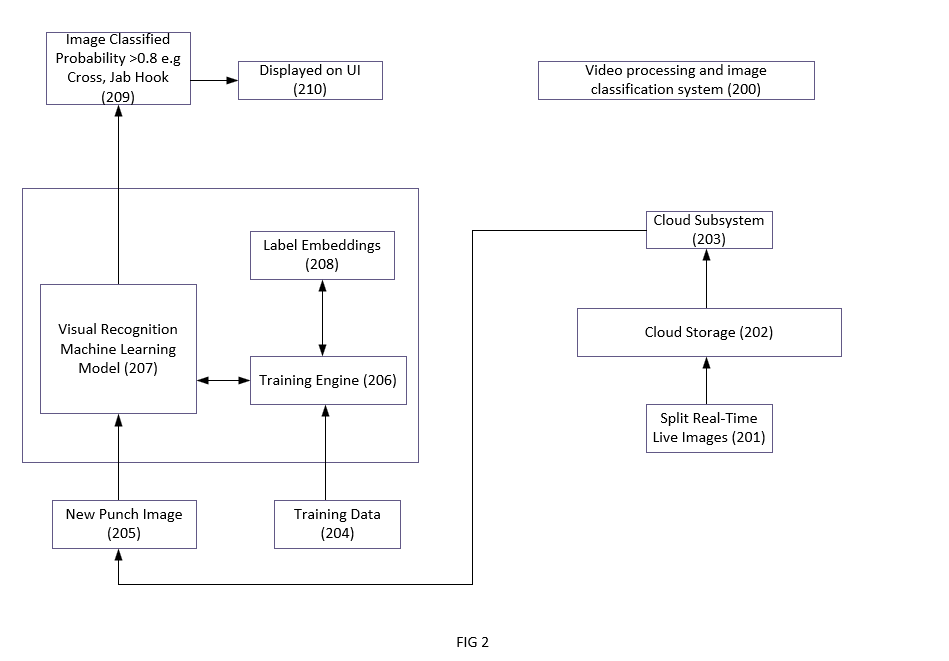 Image Classified
Probability >0.8 e.g
Cross, Jab Hook
(209)
Displayed on UI
(210)
Video processing and image
classification system (200)
Cloud Subsystem
(203)
Label Embeddings
(208)
Visual Recognition
Machine Learning
Model (207)
Cloud Storage (202)
Training Engine (206)
Split Real-Time
Live Images (201)
New Punch Image
(205)
Training Data
(204)
FIG 2